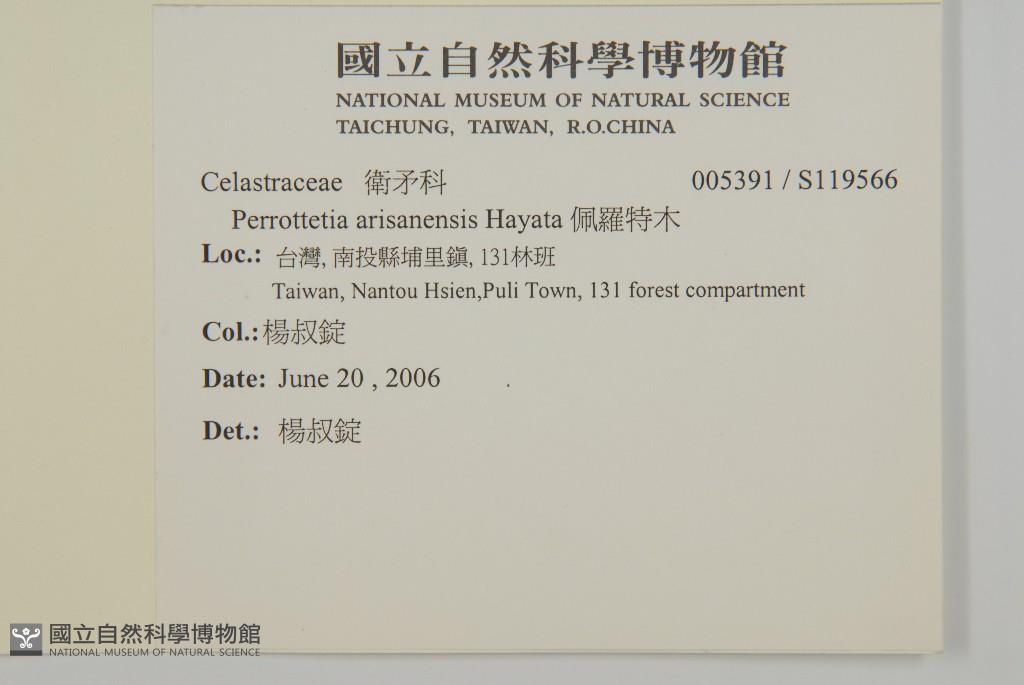 國立自然科學博物館
NATIONAL MUSEUM OF NATURAL SCIENCE
TAICHUNG, TAIWAN, R.O.CHINA
Celastraceae 衛矛科 005391 / S119566
Perrottetia arisanensis Hayata 佩羅特木
Loc.: 台灣, 南投縣埔里鎭, 131林班
Taiwan, Nantou Hsien,Puli Town, 131 forest compartment
Col.: 楊叔錠
Date: June 20 , 2006 .
Det.: 楊叔錠
國立自然科學博物館
NATIONAL MUSEUM OF NATURAL SCIENCE